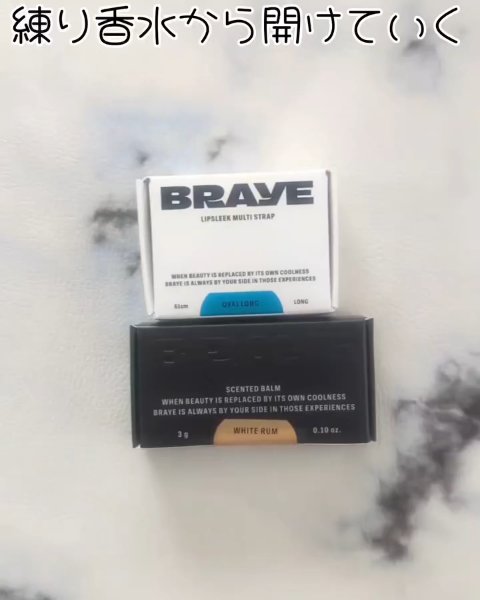 練り香水から開けていく
BRAYE
LIPSLEEK MULTI STRAP
WHEN BEAUTY IS REPLACED BY ITS OWN COOLNESS
BRAYE IS ALWAYS BY YOUR SIDE IN THOSE EXPERIENCES
OVAL LONG
LONG
SCENTED BALM
WHEN BEAUTY IS REPLACED BY ITS OWN COOLNESS
BRAYE IS ALWAYS BY YOUR SIDE IN THOSE EXPERIENCES
3 g
WHITE RUM
0.10 oz.